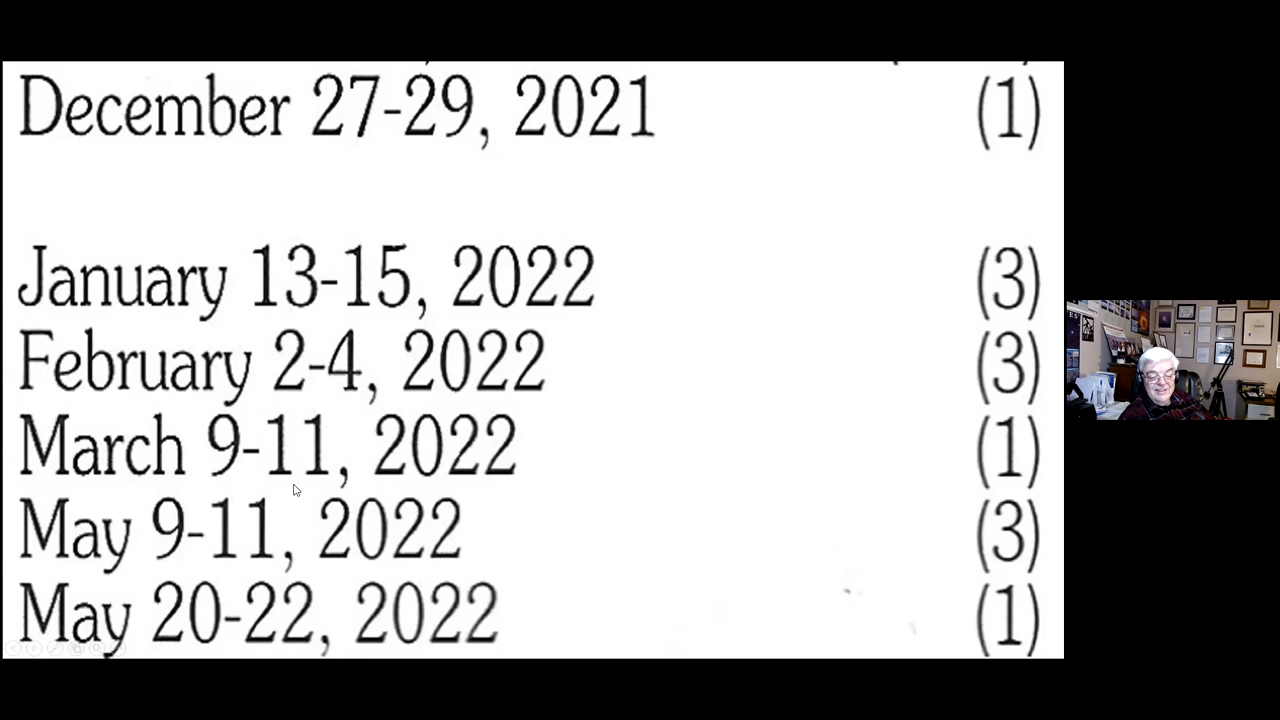 December 27-29, 2021 (1)
January 13-15, 2022 (3)
February 2-4, 2022 (3)
March 9-11, 2022 (1)
May 9-11, 2022 (3)
May 20-22, 2022 (1)